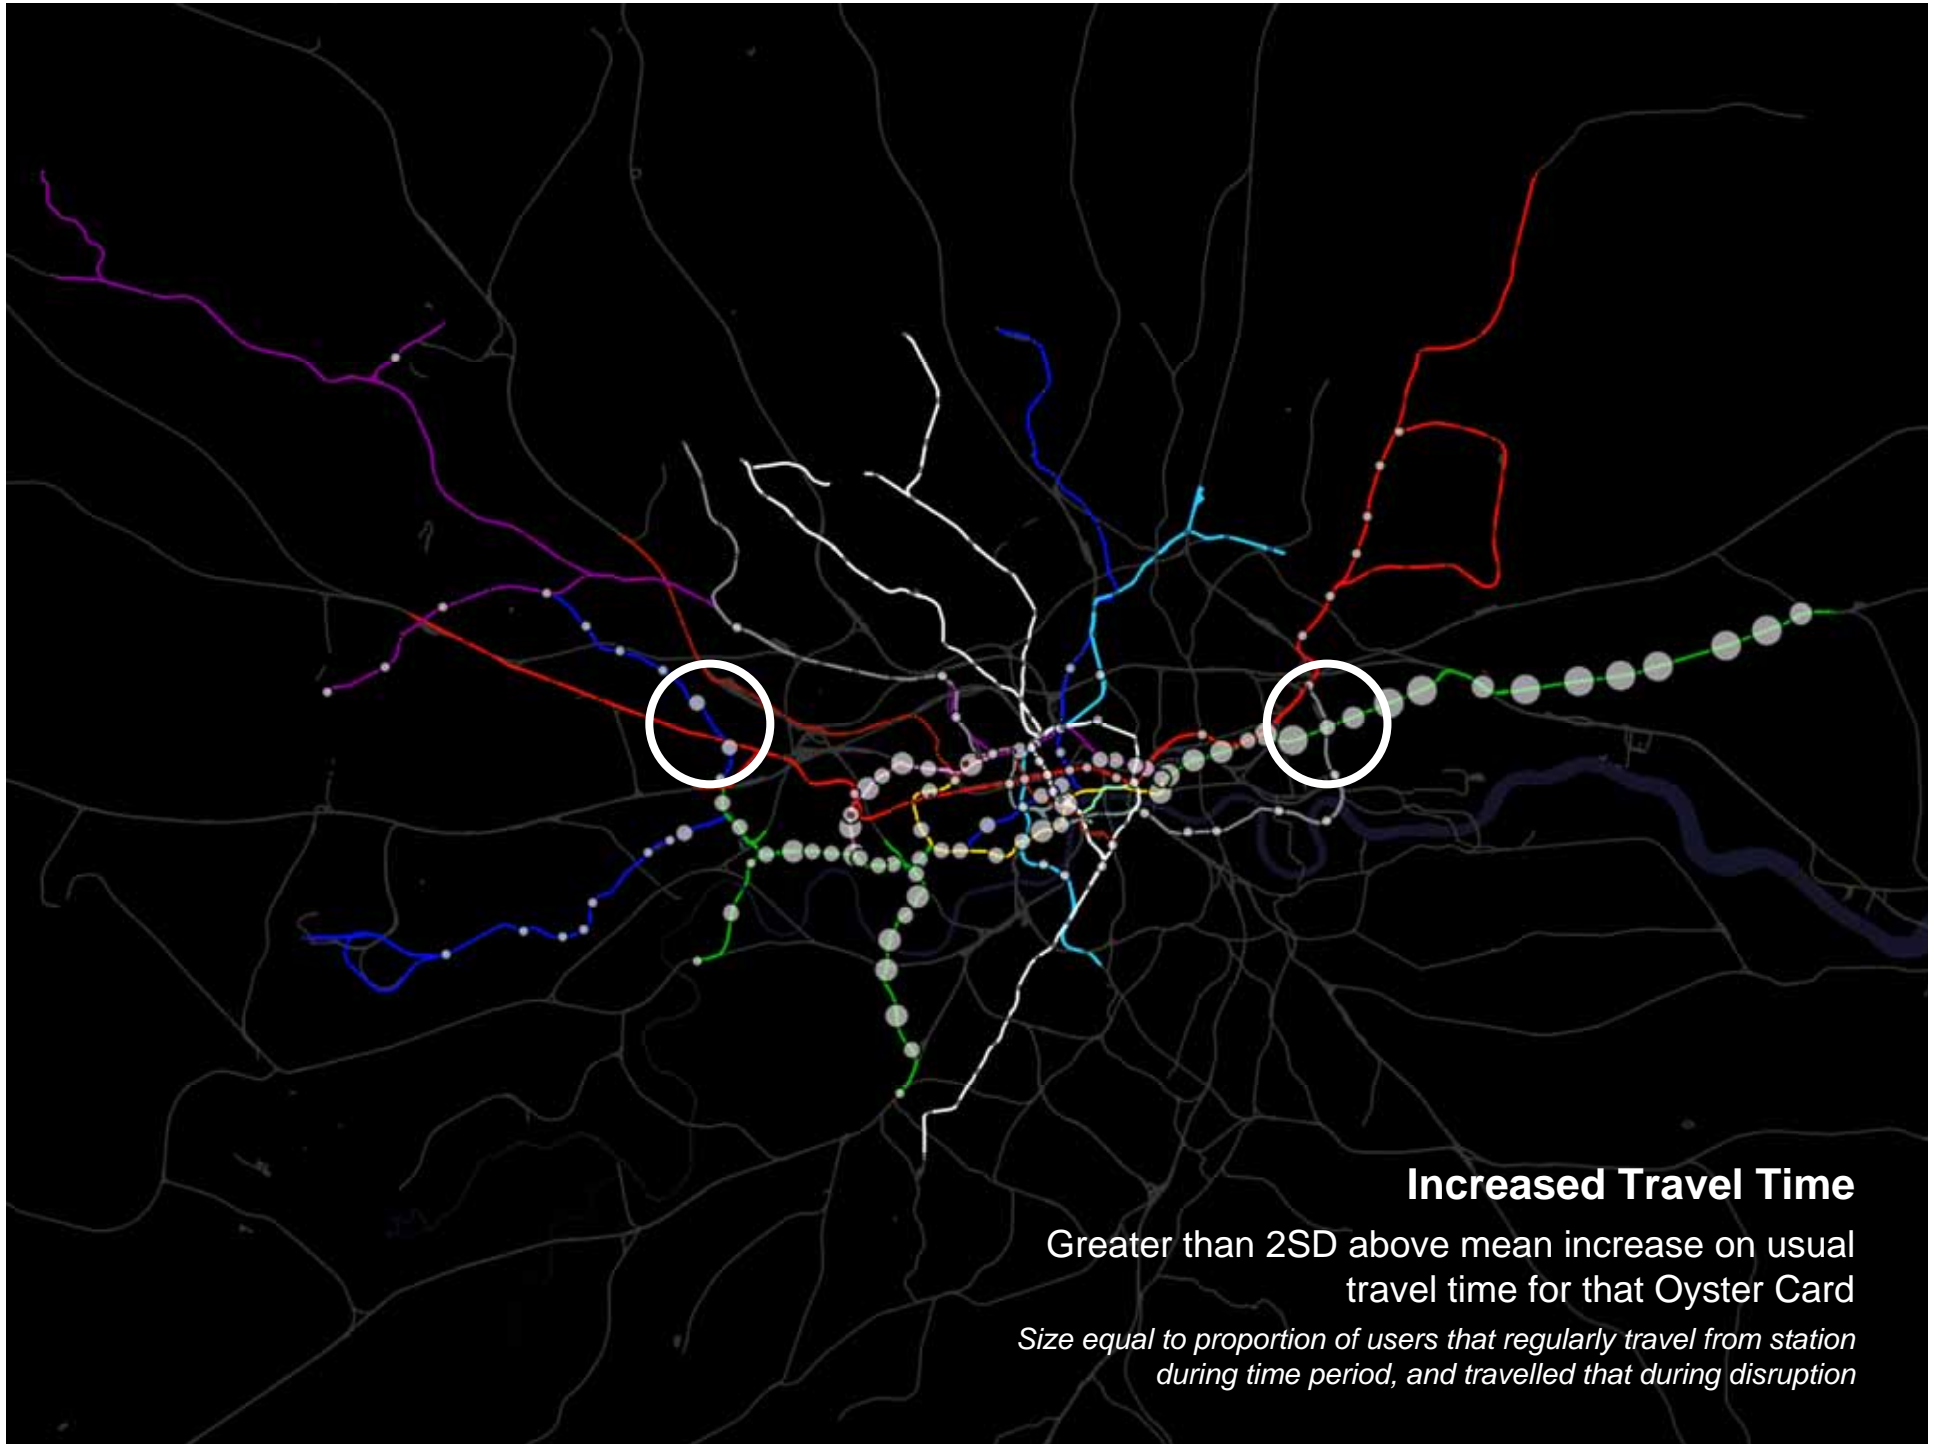 Increased Travel Time
Greater than 2SD above mean increase on usual
travel time for that Oyster Card
Size equal to proportion of users that regularly travel from station
during time period, and travelled that during disruption